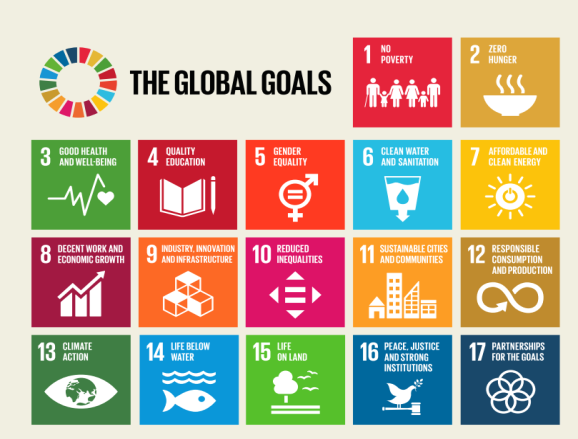 THE GLOBAL GOALS
1 NO
POVERTY
2 ZERO
HUNGER
3 GOOD HEALTH
AND WELL-BEING
4 QUALITY
EDUCATION
5 GENDER
EQUALITY
6 CLEAN WATER
AND SANITATION
7 AFFORDABLE AND
CLEAN ENERGY
8 DECENT WORK AND
ECONOMIC GROWTH
9 INDUSTRY, INNOVATION
AND INFRASTRUCTURE
10 REDUCED
INEQUALITIES
11 SUSTAINABLE CITIES
AND COMMUNITIES
12 RESPONSIBLE
CONSUMPTION
AND PRODUCTION
13 CLIMATE
ACTION
14 LIFE BELOW
WATER
15 LIFE
ON LAND
16 PEACE, JUSTICE
AND STRONG
INSTITUTIONS
17 PARTNERSHIPS
FOR THE GOALS